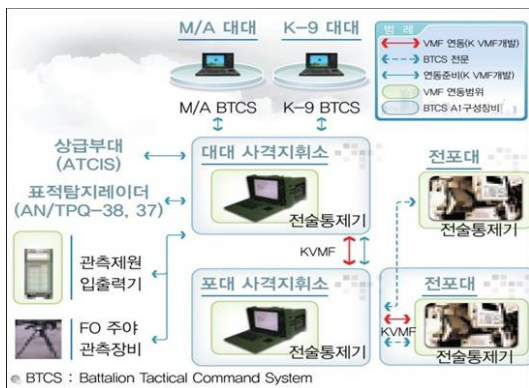 M/A 대대
K-9 대대
M/A BTCS
K-9 BTCS
범 례
VMF 연동(K VMF개발)
BTCS 전문
연동준비(K VMF개발)
VMF 연동범위
BTCS A1구성장비
상급부대
(ATCIS)
표적탐지레이더
(AN/TPQ-38, 37)
관측제원
입출력기
FO 주야
관측장비
대대 사격지휘소
전술통제기
KVMF
포대 사격지휘소
전술통제기
전포대
전술통제기
전포대
KVMF
전술통제기
BTCS : Battalion Tactical Command System